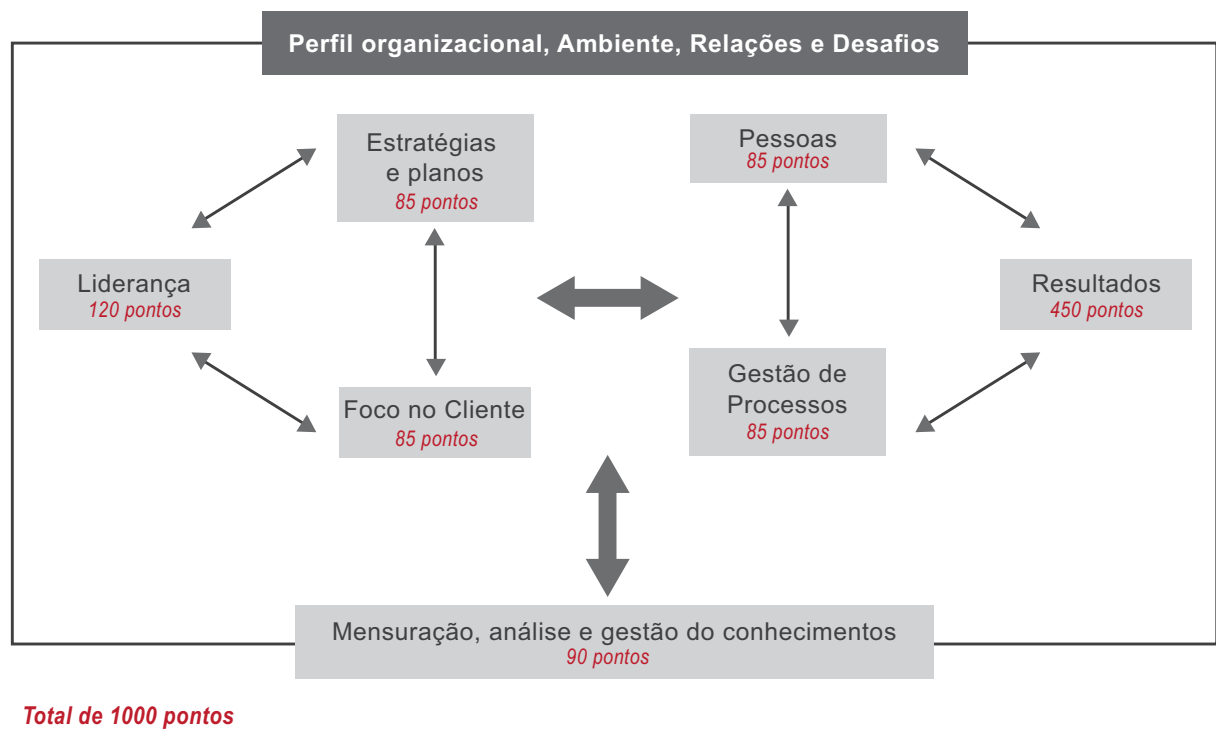 Perfil organizacional, Ambiente, Relações e Desafios
Estratégias
e planos
85 pontos
Pessoas
85 pontos
Liderança
120 pontos
Resultados
450 pontos
Foco no Cliente
85 pontos
Gestão de
Processos
85 pontos
Mensuração, análise e gestão do conhecimentos
90 pontos
Total de 1000 pontos